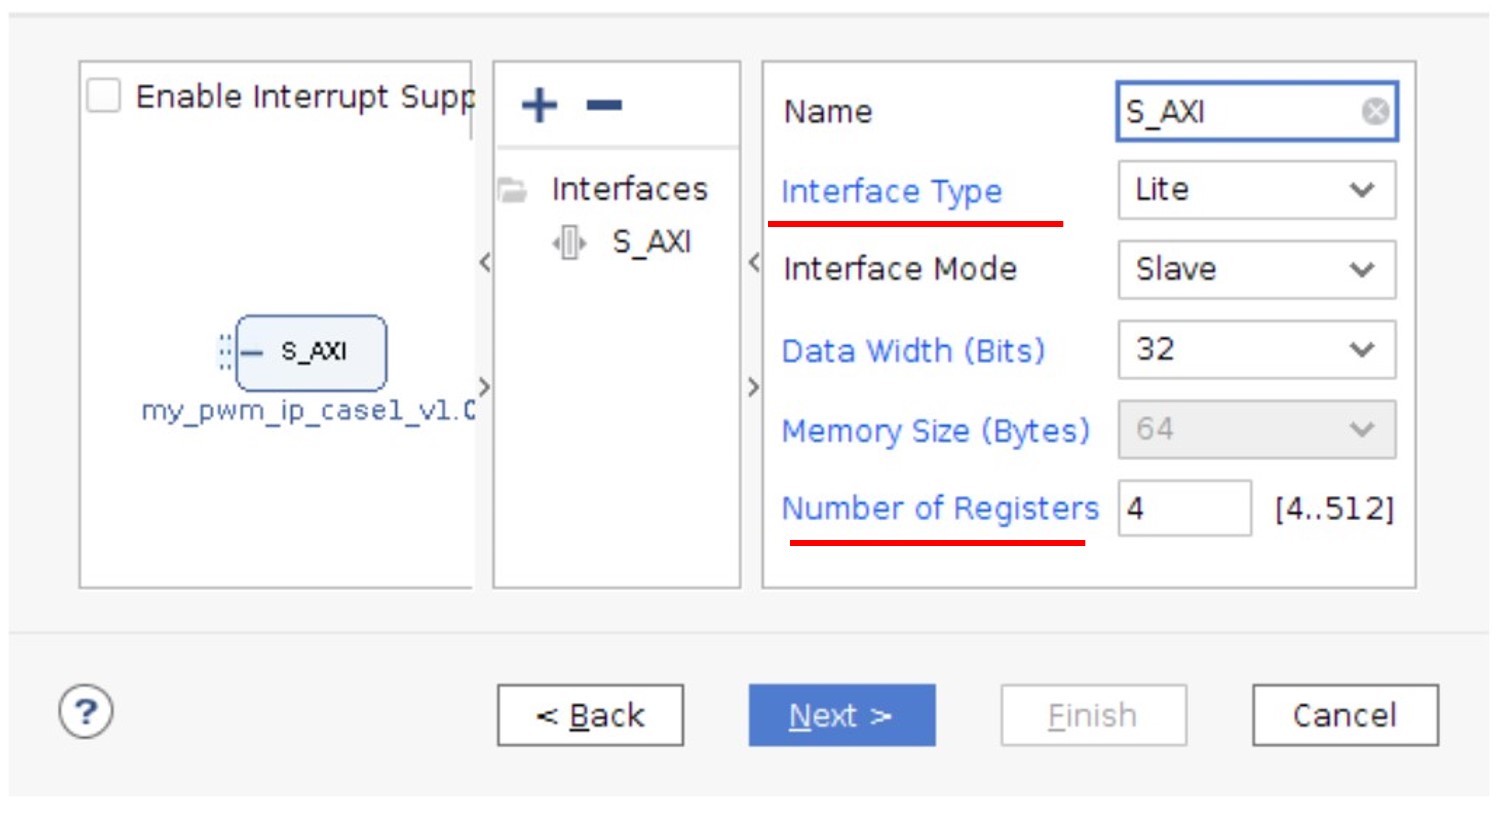 Enable Interrupt Supp
S_AXI
my_pwm_ip_case1_v1.0
Interfaces
S_AXI
Name S_AXI
Interface Type Lite
Interface Mode Slave
Data Width (Bits) 32
Memory Size (Bytes) 64
Number of Registers 4 [4..512]
? < Back Next > Finish Cancel